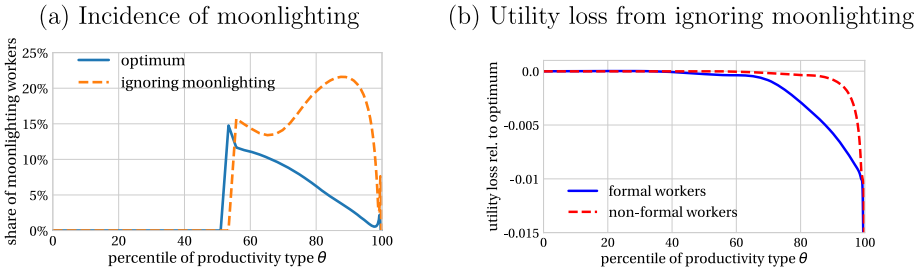 (a) Incidence of moonlighting
share of moonlighting workers
25%
20%
15%
10%
5%
0%
optimum
ignoring moonlighting
0 20 40 60 80 100
percentile of productivity type θ
(b) Utility loss from ignoring moonlighting
utility loss rel. to optimum
0.0
-0.005
-0.01
-0.015
formal workers
non-formal workers
0 20 40 60 80 100
percentile of productivity type θ